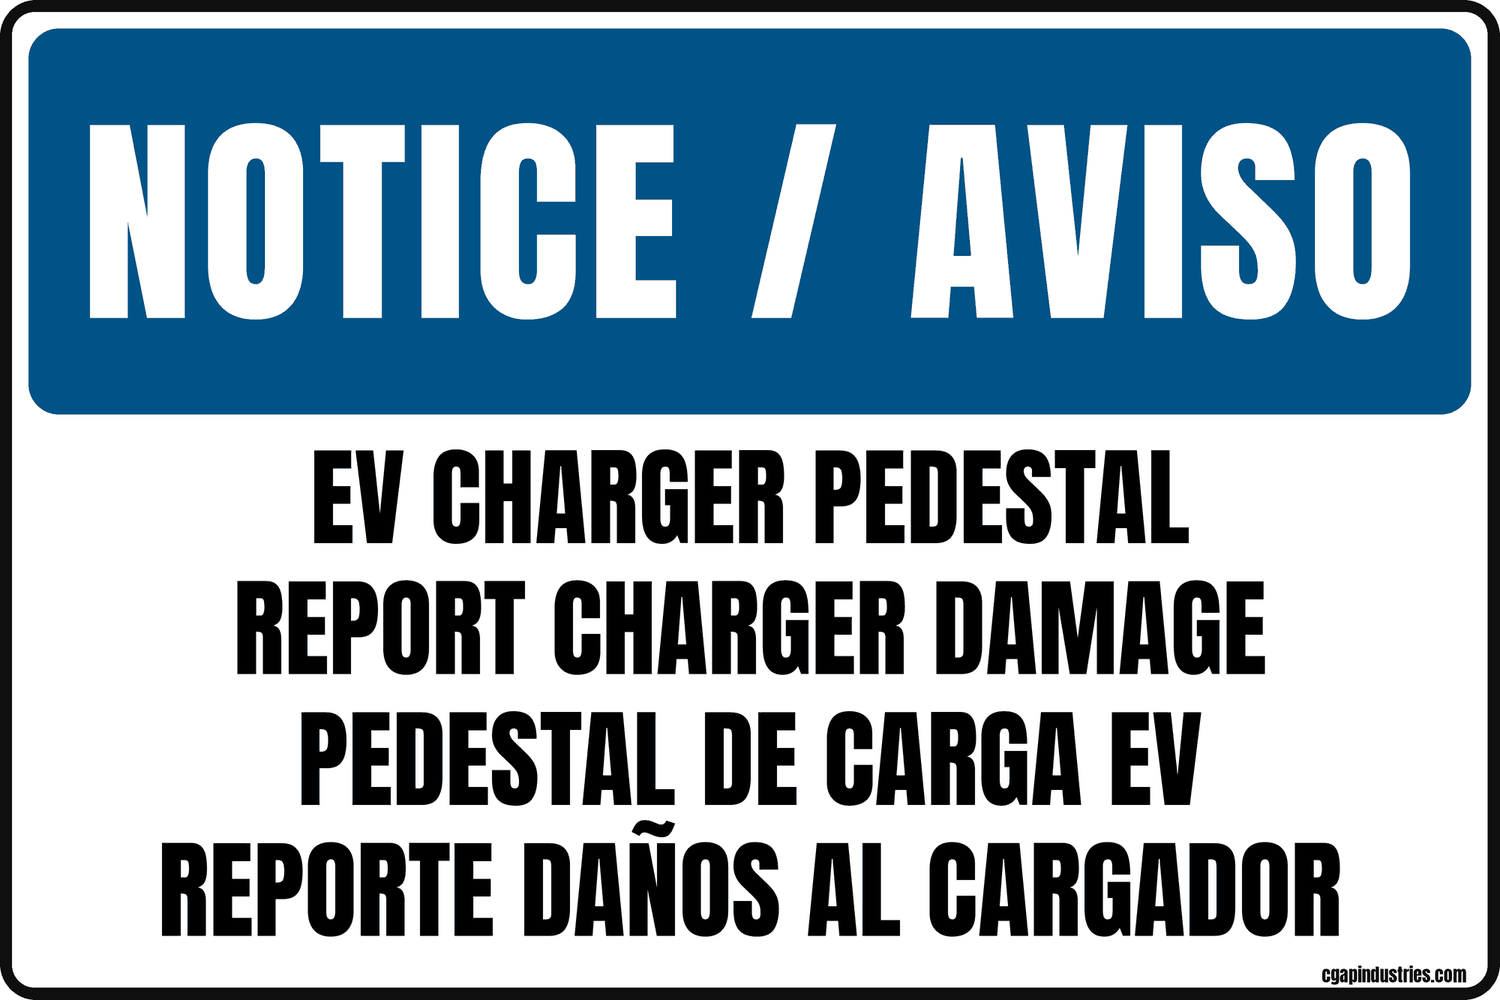 NOTICE / AVISO
EV CHARGER PEDESTAL
REPORT CHARGER DAMAGE
PEDESTAL DE CARGA EV
REPORTE DAÑOS AL CARGADOR
cgapindustries.com